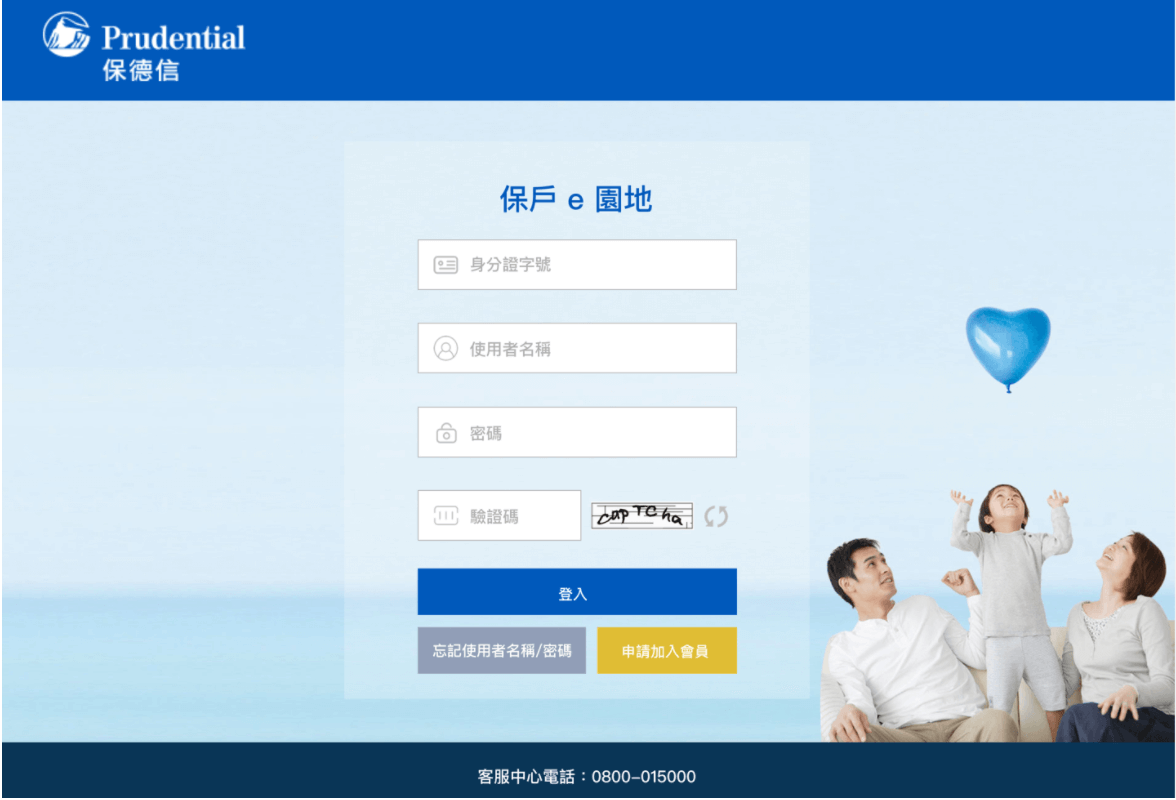 Prudential
保德信
保戶 e 園地
身分證字號
使用者名稱
密碼
驗證碼
capTCha
登入
忘記使用者名稱/密碼
申請加入會員
客服中心電話：0800-015000